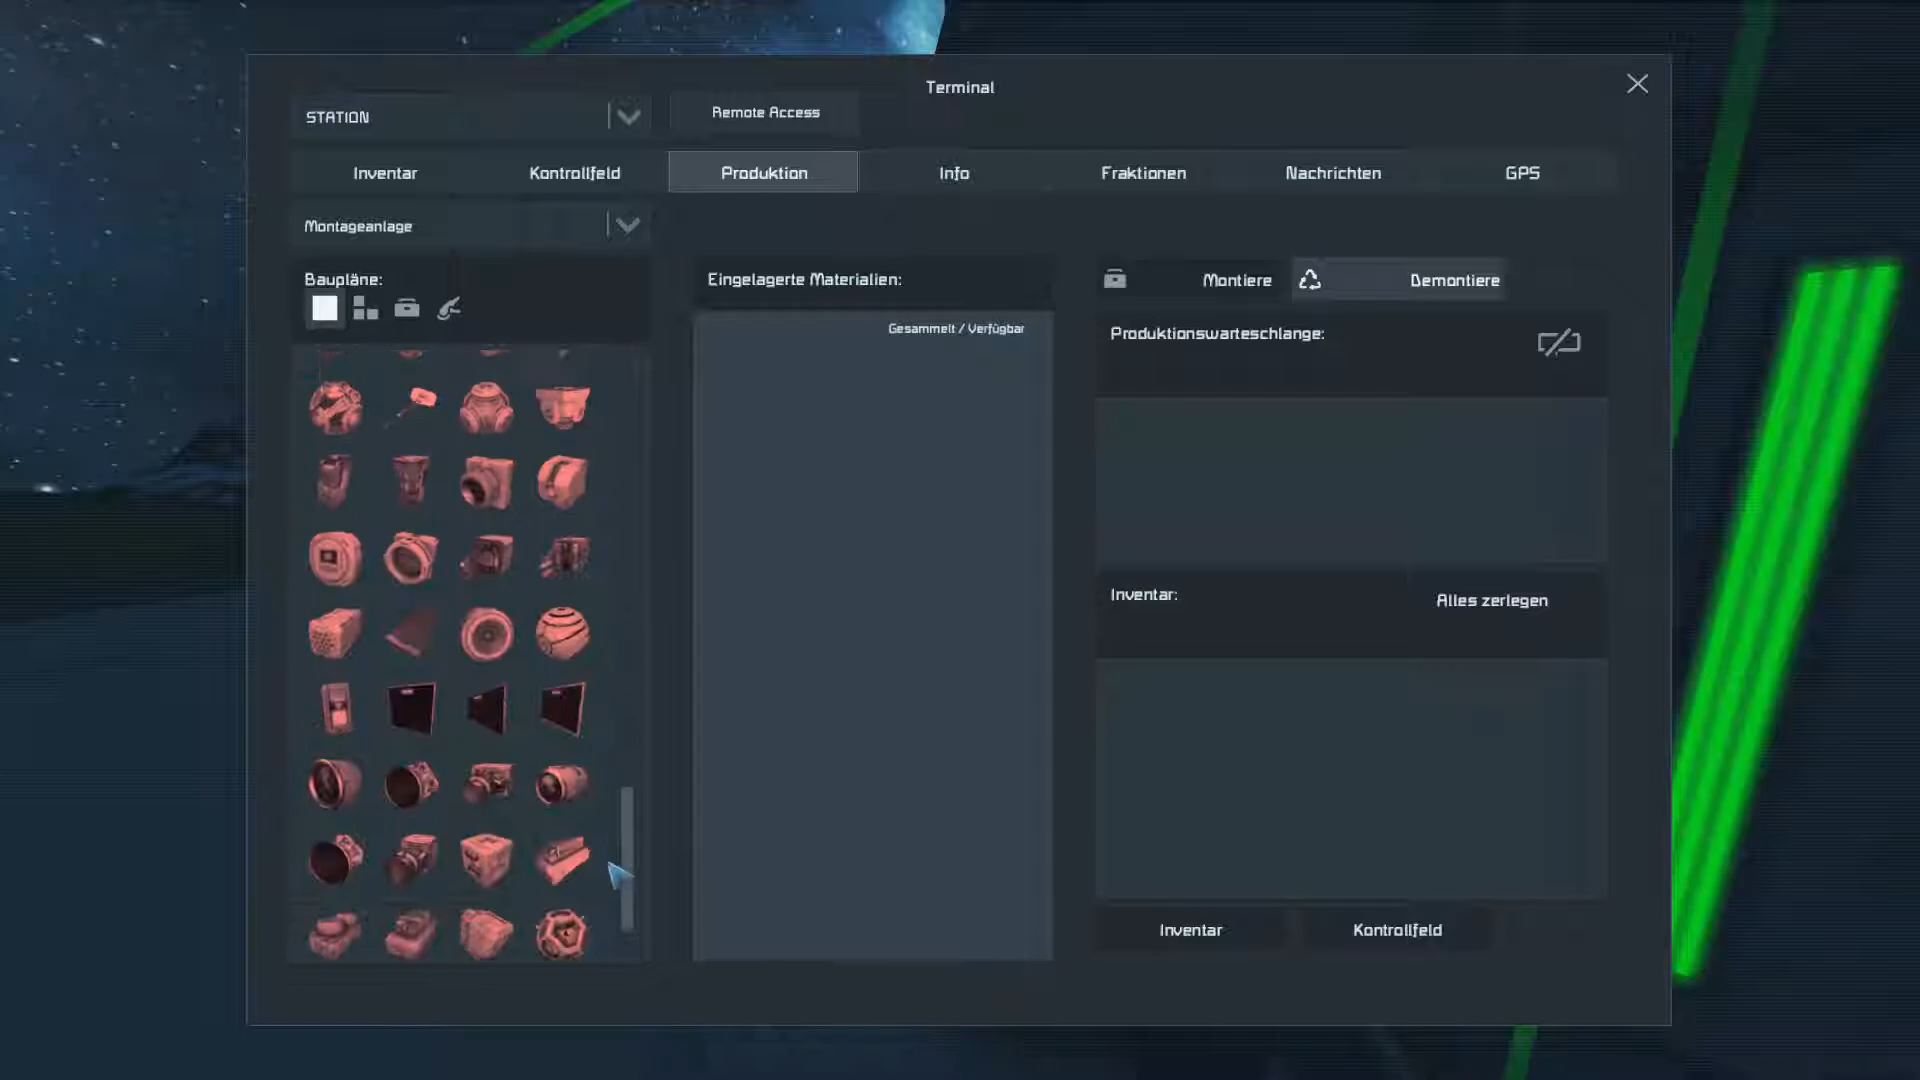 Terminal
STATION
Remote Access
Inventar
Kontrollfeld
Produktion
Info
Fraktionen
Nachrichten
GPS
Montageanlage
Baupläne:
Eingelagerte Materialien:
Montiere
Demontiere
Gesammelt / Verfügbar
Produktionswarteschlange:
Inventar:
Alles zerlegen
Inventar
Kontrollfeld